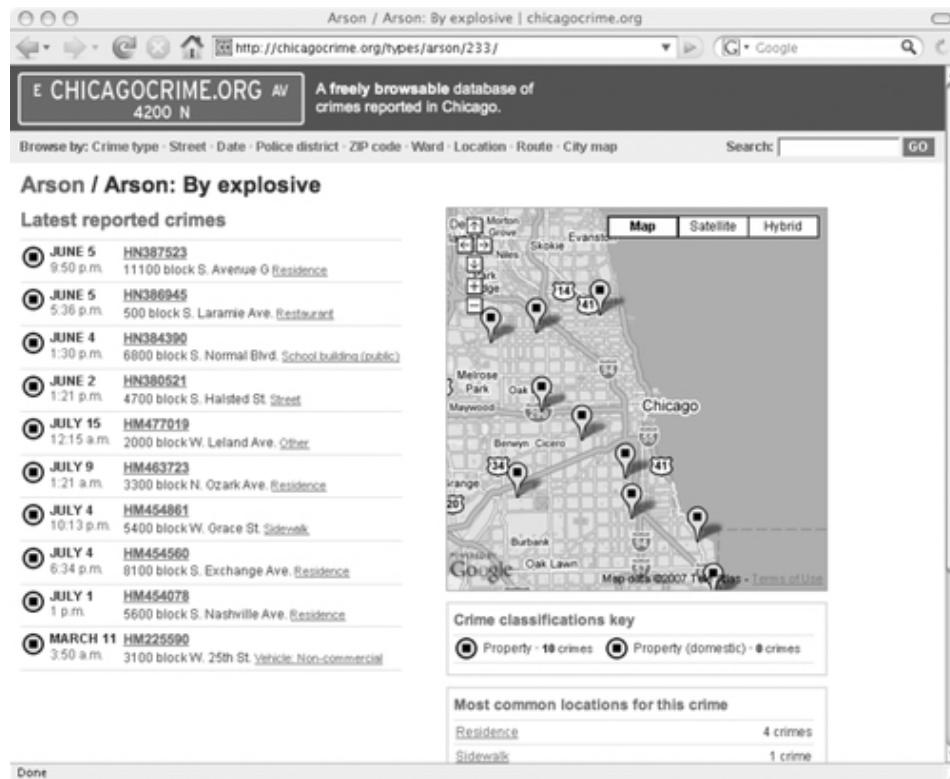 Arson / Arson: By explosive | chicagocrime.org
http://chicagocrime.org/types/arson/233/
G Google
E CHICAGOCRIME.ORG AV
4200 N
A freely browsable database of
crimes reported in Chicago.
Browse by: Crime type · Street · Date · Police district · ZIP code · Ward · Location · Route · City map
Search:
GO
Arson / Arson: By explosive
Latest reported crimes
JUNE 5 HN387523
9:50 p.m. 11100 block S. Avenue G Residence
JUNE 5 HN386945
5:36 p.m. 500 block S. Laramie Ave. Restaurant
JUNE 4 HN384390
1:30 p.m. 6800 block S. Normal Blvd. School building (public)
JUNE 2 HN380521
1:21 p.m. 4700 block S. Halsted St. Street
JULY 15 HM477019
12:15 a.m. 2000 block W. Leland Ave. Other
JULY 9 HM463723
1:21 a.m. 3300 block N. Ozark Ave. Residence
JULY 4 HM454861
10:13 p.m. 5400 block W. Grace St. Sidewalk
JULY 4 HM454560
6:34 p.m. 8100 block S. Exchange Ave. Residence
JULY 1 HM454078
1 p.m. 5600 block S. Nashville Ave. Residence
MARCH 11 HM225590
3:50 a.m. 3100 block W. 25th St. Vehicle: Non-commercial
Map Satellite Hybrid
Morton
Grove
Skokie Evanston
Niles
14
41
Melrose
Park
Oak
Maywood
Chicago
Berwyn Cicero
34
41
20
Burbank
Oak Lawn
Google
Map data ©2007 - Terms of Use
Crime classifications key
Property · 10 crimes Property (domestic) · 0 crimes
Most common locations for this crime
Residence 4 crimes
Sidewalk 1 crime
Done